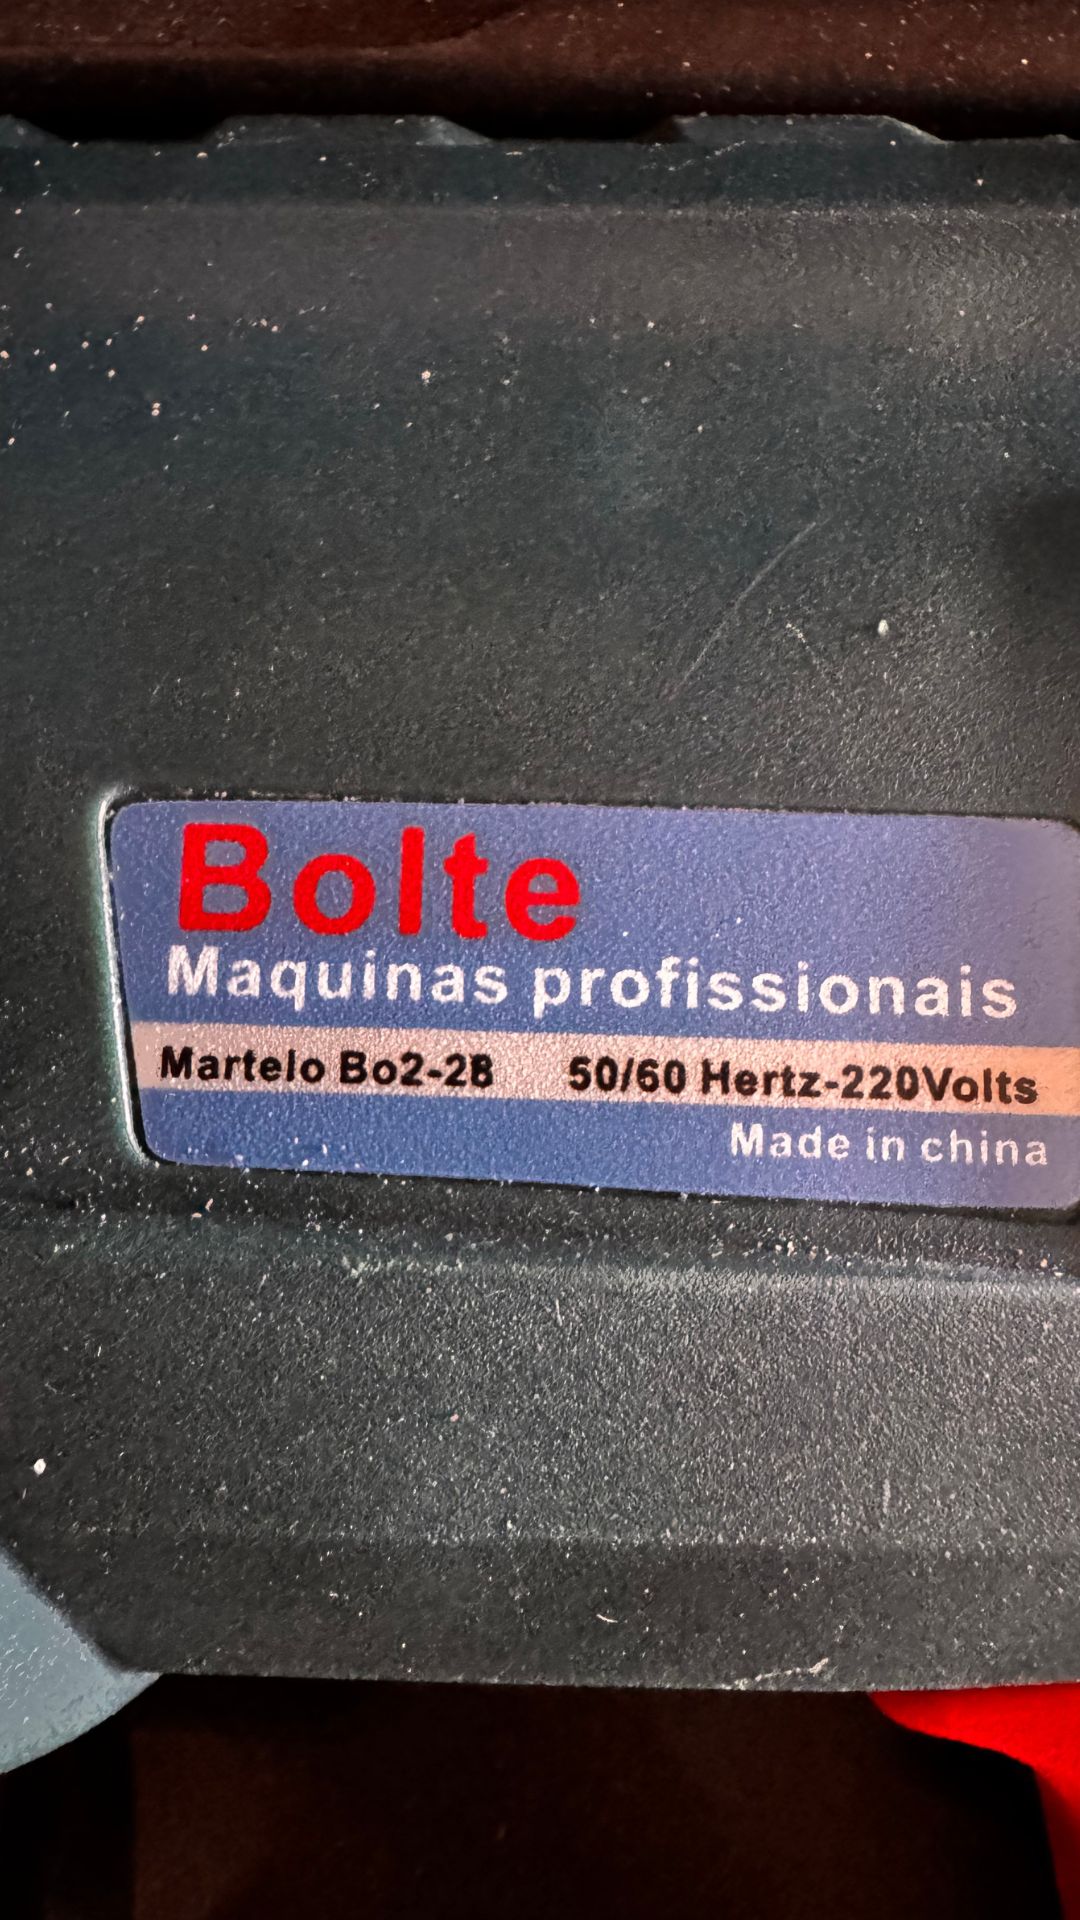 Bolte
Maquinas profissionais
Martelo Bo2-28 50/60 Hertz-220Volts
Made in china